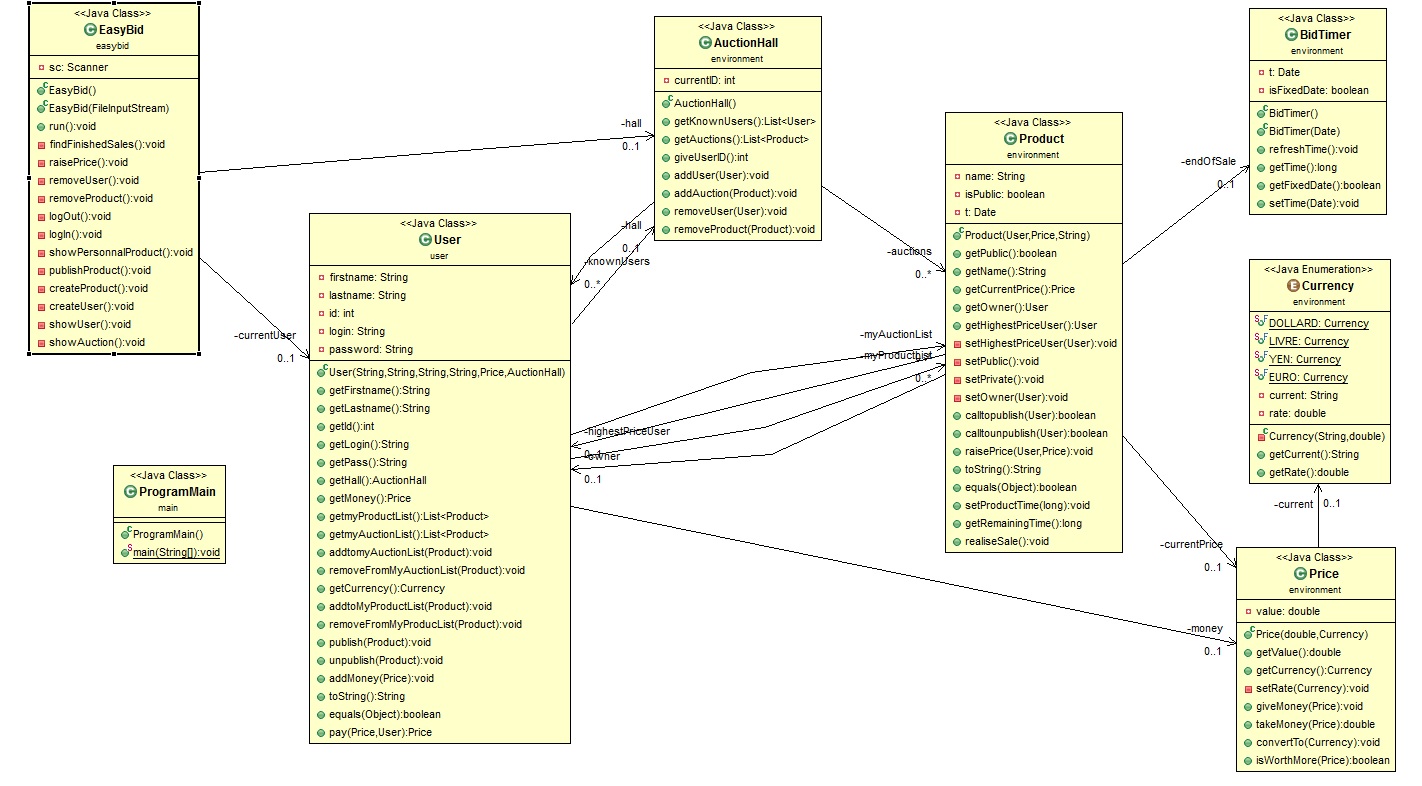 <<Java Class>>
EasyBid
easybid
sc: Scanner
EasyBid()
EasyBid(FileInputStream)
run():void
findFinishedSales():void
raisePrice():void
removeUser():void
removeProduct():void
logOut():void
logIn():void
showPersonnalProduct():void
publishProduct():void
createProduct():void
createUser():void
showUser():void
showAuction():void
-hall
0..1
-currentUser
0..1
<<Java Class>>
ProgramMain
main
ProgramMain()
main(String[]):void
<<Java Class>>
User
user
firstname: String
lastname: String
id: int
login: String
password: String
User(String,String,String,String,Price,AuctionHall)
getFirstname():String
getLastname():String
getId():int
getLogin():String
getPass():String
getHall():AuctionHall
getMoney():Price
getmyProductList():List<Product>
getmyAuctionList():List<Product>
addtomyAuctionList(Product):void
removeFromMyAuctionList(Product):void
getCurrency():Currency
addtoMyProductList(Product):void
removeFromMyProducList(Product):void
publish(Product):void
unpublish(Product):void
addMoney(Price):void
toString():String
equals(Object):boolean
pay(Price,User):Price
<<Java Class>>
AuctionHall
environment
currentID: int
AuctionHall()
getKnownUsers():List<User>
getAuctions():List<Product>
giveUserID():int
addUser(User):void
addAuction(Product):void
removeUser(User):void
removeProduct(Product):void
-hall
0..1
-knownUsers
0..*
-auctions
0..*
-myAuctionList
-myProductlist
0..*
-highestPriceUser
0..1
-owner
0..1
<<Java Class>>
Product
environment
name: String
isPublic: boolean
t: Date
Product(User,Price,String)
getPublic():boolean
getName():String
getCurrentPrice():Price
getOwner():User
getHighestPriceUser():User
setHighestPriceUser(User):void
setPublic():void
setPrivate():void
setOwner(User):void
calltopublish(User):boolean
calltounpublish(User):boolean
raisePrice(User,Price):void
toString():String
equals(Object):boolean
setProductTime(long):void
getRemainingTime():long
realiseSale():void
-endOfSale
0..1
-currentPrice
0..1
-money
0..1
<<Java Class>>
BidTimer
environment
t: Date
isFixedDate: boolean
BidTimer()
BidTimer(Date)
refreshTime():void
getTime():long
getFixedDate():boolean
setTime(Date):void
<<Java Enumeration>>
Currency
environment
DOLLARD: Currency
LIVRE: Currency
YEN: Currency
EURO: Currency
current: String
rate: double
Currency(String,double)
getCurrent():String
getRate():double
-current
0..1
<<Java Class>>
Price
environment
value: double
Price(double,Currency)
getValue():double
getCurrency():Currency
setRate(Currency):void
giveMoney(Price):void
takeMoney(Price):double
convertTo(Currency):void
isWorthMore(Price):boolean